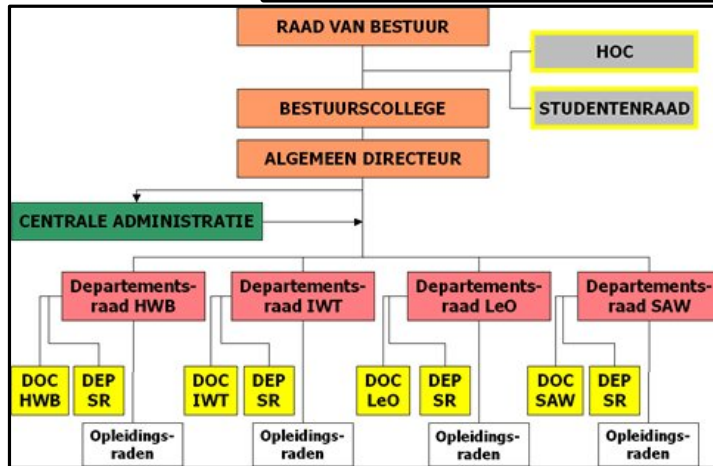 RAAD VAN BESTUUR
HOC
BESTUURSCOLLEGE
STUDENTENRAAD
ALGEMEEN DIRECTEUR
CENTRALE ADMINISTRATIE
Departements-
raad HWB
Departements-
raad IWT
Departements-
raad LeO
Departements-
raad SAW
DOC
HWB
DEP
SR
DOC
IWT
DEP
SR
DOC
LeO
DEP
SR
DOC
SAW
DEP
SR
Opleidings-
raden
Opleidings-
raden
Opleidings-
raden
Opleidings-
raden